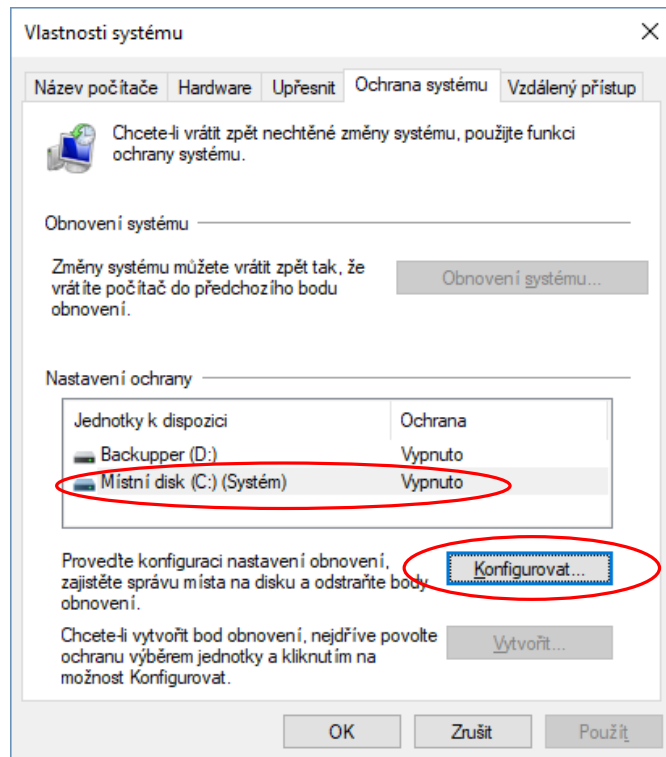 Vlastnosti systému
Název počítače Hardware Upřesnit Ochrana systému Vzdálený přístup
Chcete-li vrátit zpět nechtěné změny systému, použijte funkci
ochrany systému.
Obnovení systému
Změny systému můžete vrátit zpět tak, že
vrátíte počítač do předchozího bodu
obnovení.
Obnovení systému...
Nastavení ochrany
Jednotky k dispozici Ochrana
Backupper (D:) Vypnuto
Místní disk (C:) (Systém) Vypnuto
Proveďte konfiguraci nastavení obnovení,
zajistěte správu místa na disku a odstraňte body
obnovení.
Konfigurovat...
Chcete-li vytvořit bod obnovení, nejdříve povolte
ochranu výběrem jednotky a kliknutím na
možnost Konfigurovat.
Vytvořit...
OK Zrušit Použít